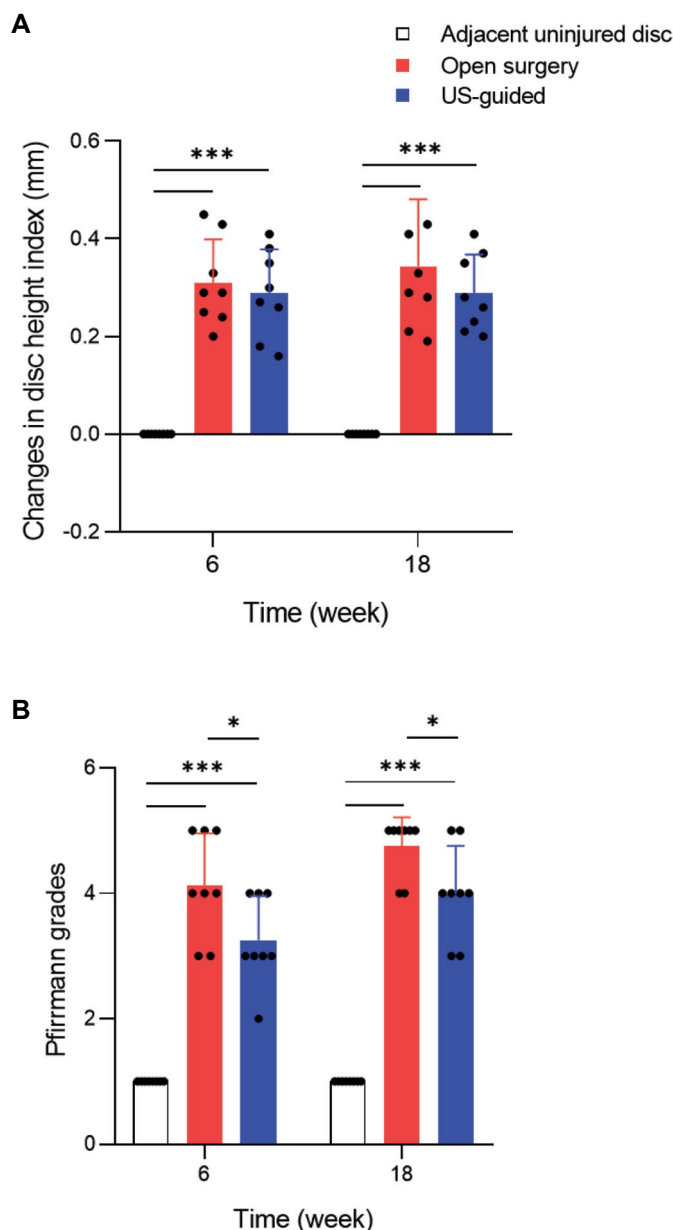 A
Adjacent uninjured disc
Open surgery
US-guided
Changes in disc height index (mm)
0.6
0.4
0.2
0.0
-0.2
***
***
6
18
Time (week)
B
*
*
***
***
Pfirrmann grades
6
4
2
0
6
18
Time (week)